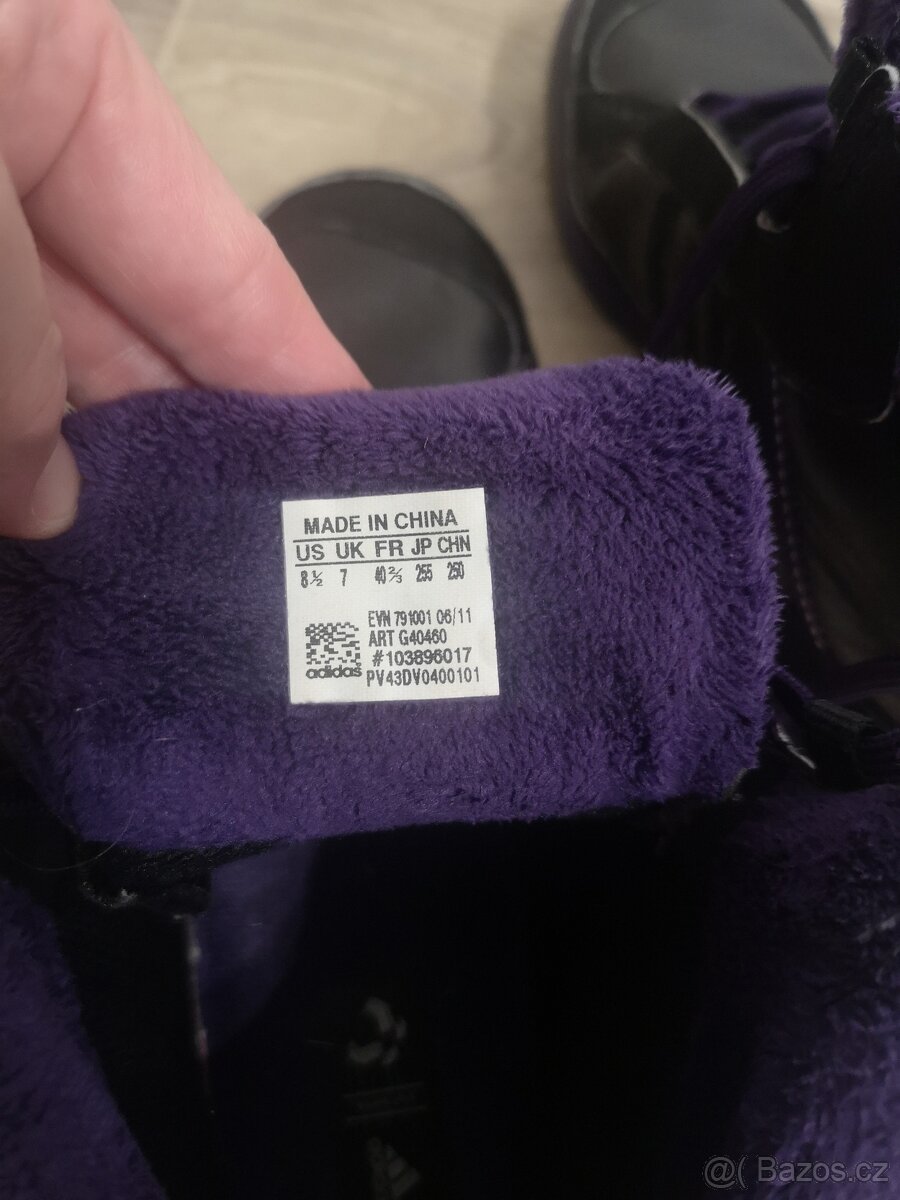 MADE IN CHINA
US UK FR JP CHN
8½ 7 40⅔ 255 250
EVN 791001 06/11
ART G40460
#103896017
adidas PV43DV0400101
@( Bazos.cz